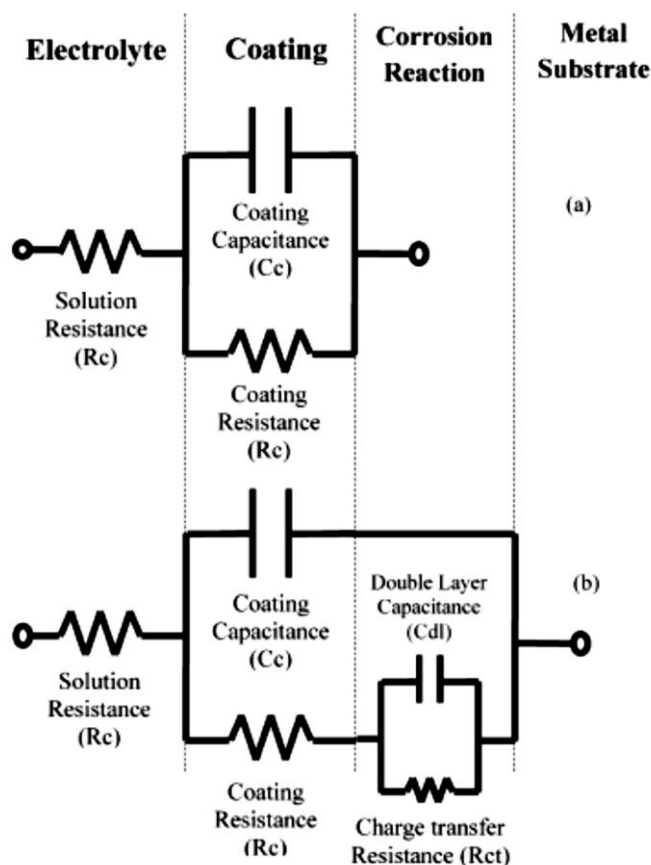 Electrolyte
Coating
Corrosion
Reaction
Metal
Substrate
Coating
Capacitance
(Cc)
(a)
Solution
Resistance
(Rc)
Coating
Resistance
(Rc)
Coating
Capacitance
(Cc)
Double Layer
Capacitance
(Cdl)
(b)
Solution
Resistance
(Rc)
Coating
Resistance
(Rc)
Charge transfer
Resistance (Rct)